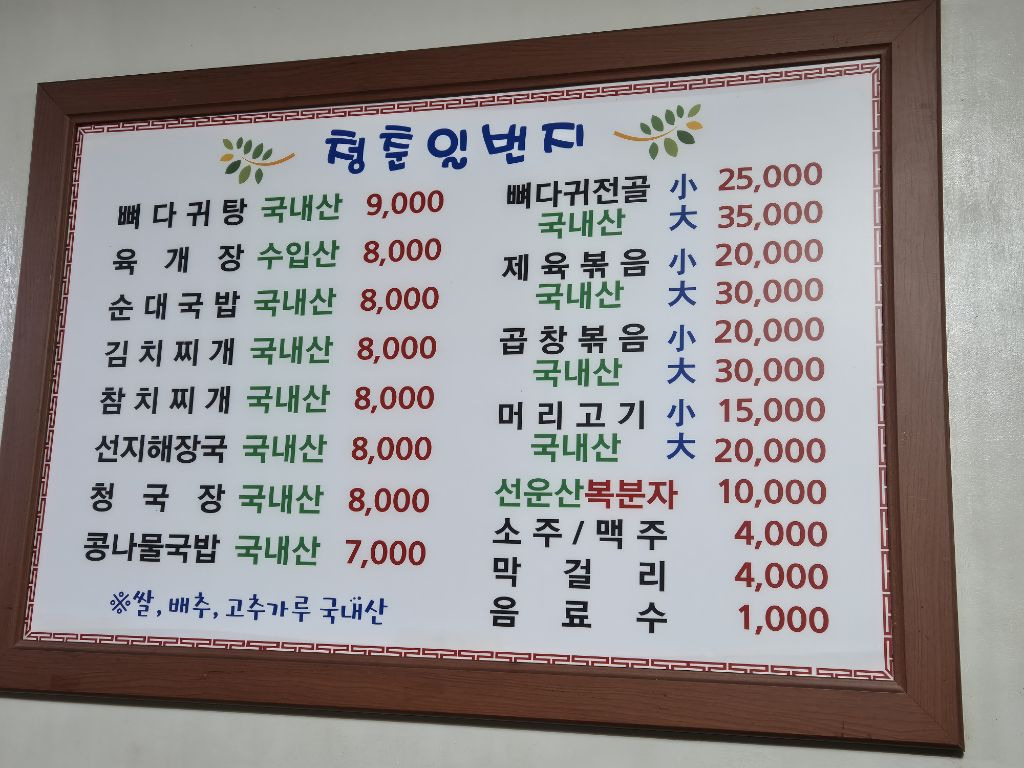 청춘일번지
뼈다귀탕 국내산 9,000
육개장 수입산 8,000
순대국밥 국내산 8,000
김치찌개 국내산 8,000
참치찌개 국내산 8,000
선지해장국 국내산 8,000
청국장 국내산 8,000
콩나물국밥 국내산 7,000
※쌀, 배추, 고추가루 국내산
뼈다귀전골 小 25,000
국내산 大 35,000
제육볶음 小 20,000
국내산 大 30,000
곱창볶음 小 20,000
국내산 大 30,000
머리고기 小 15,000
국내산 大 20,000
선운산복분자 10,000
소주/맥주 4,000
막걸리 4,000
음료수 1,000